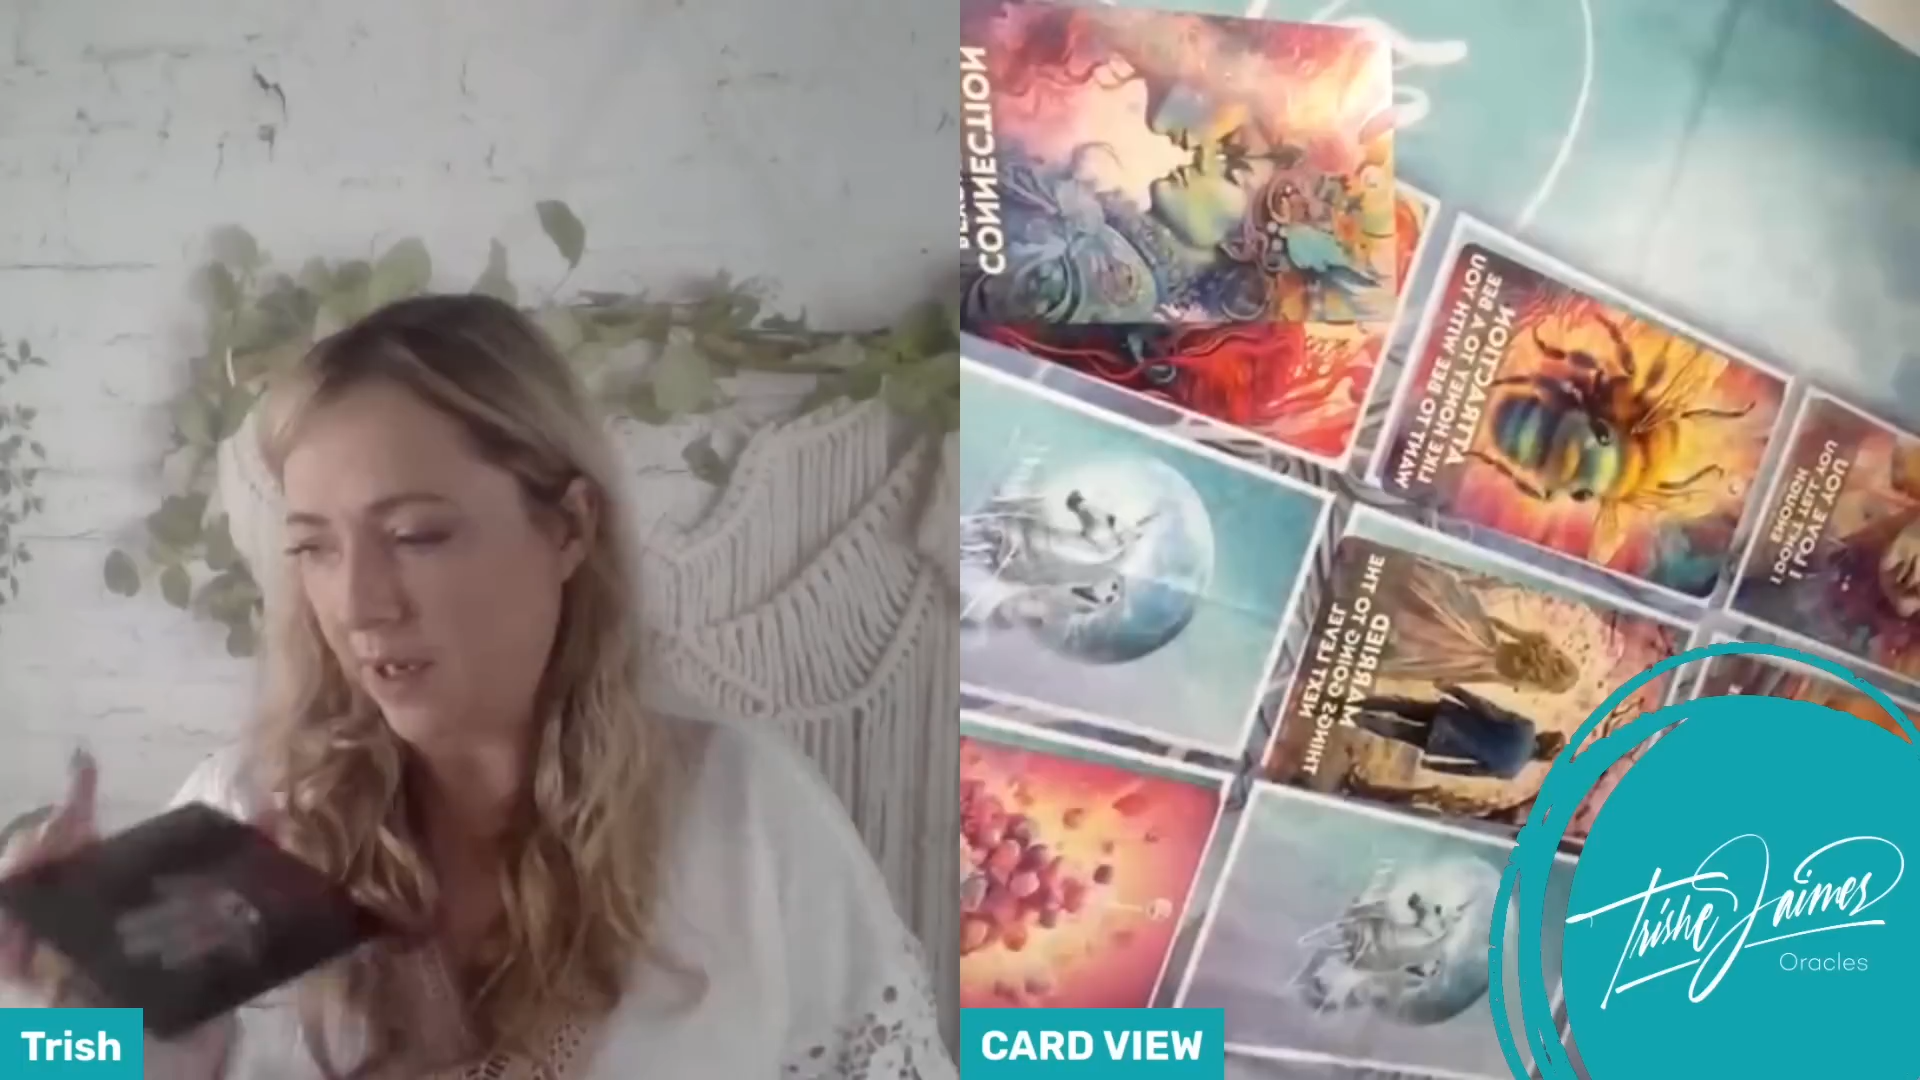 CONNECTION
ATTRACTION
LIKE HONEY TO A BEE
I WANT TO BEE WITH YOU
I LOVE YOU
I DON'T TELL YOU
ENOUGH
MARRIED
THINGS GOING TO THE
NEXT LEVEL
Trish
CARD VIEW
Trishe Jaimes
Oracles